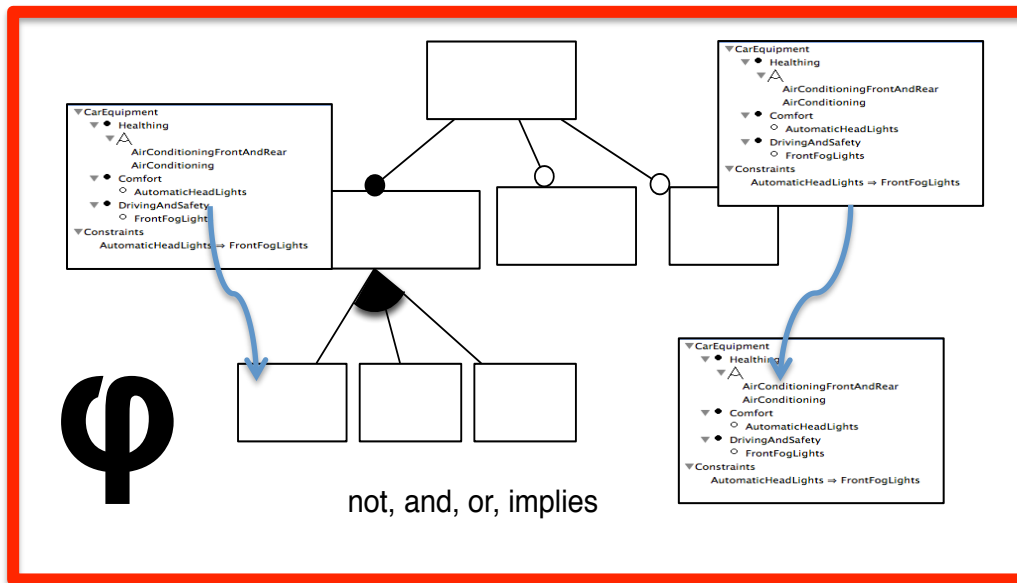 CarEquipment
Healthing
AirConditioningFrontAndRear
AirConditioning
Comfort
AutomaticHeadLights
DrivingAndSafety
FrontFogLight
Constraints
AutomaticHeadLights ⇒ FrontFogLights
CarEquipment
Healthing
AirConditioningFrontAndRear
AirConditioning
Comfort
AutomaticHeadLights
DrivingAndSafety
FrontFogLights
Constraints
AutomaticHeadLights ⇒ FrontFogLights
CarEquipment
Healthing
AirConditioningFrontAndRear
AirConditioning
Comfort
AutomaticHeadLights
DrivingAndSafety
FrontFogLights
Constraints
AutomaticHeadLights ⇒ FrontFogLights
φ
not, and, or, implies